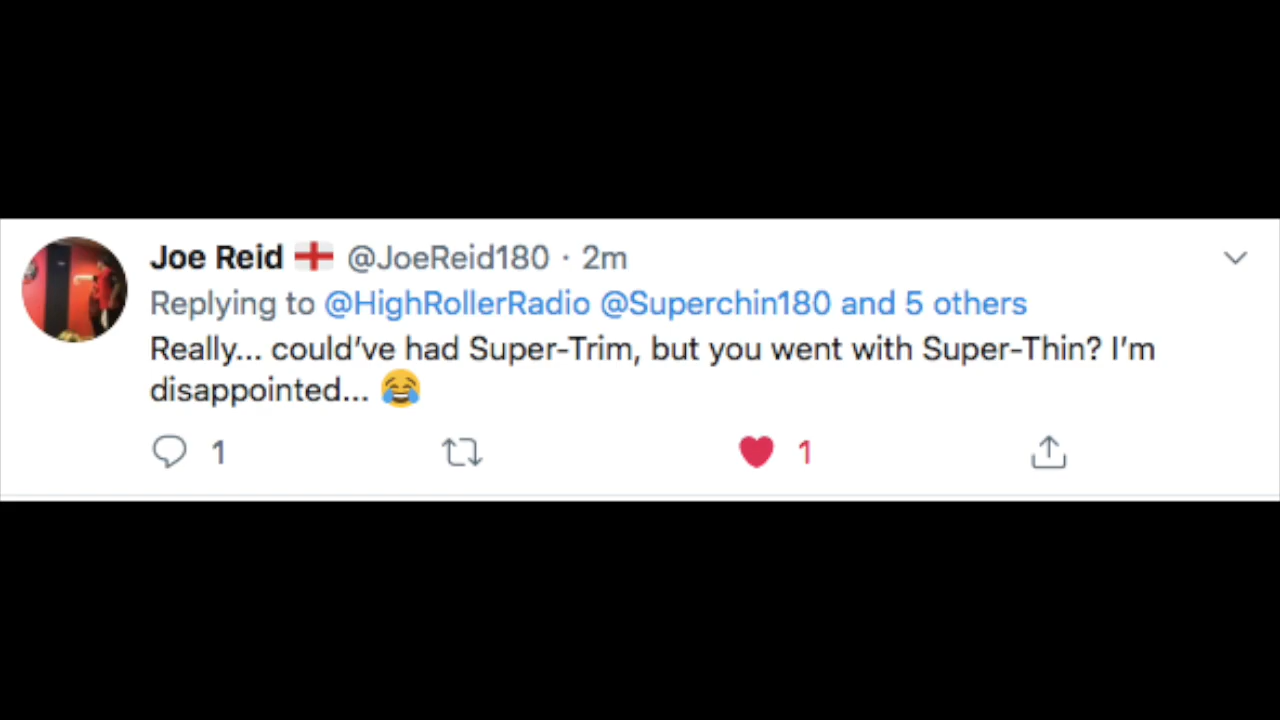 Joe Reid 🏴󠁧󠁢󠁥󠁮󠁧󠁿 @JoeReid180 · 2m
Replying to @HighRollerRadio @Superchin180 and 5 others
Really... could’ve had Super-Trim, but you went with Super-Thin? I’m
disappointed... 😂
1 1